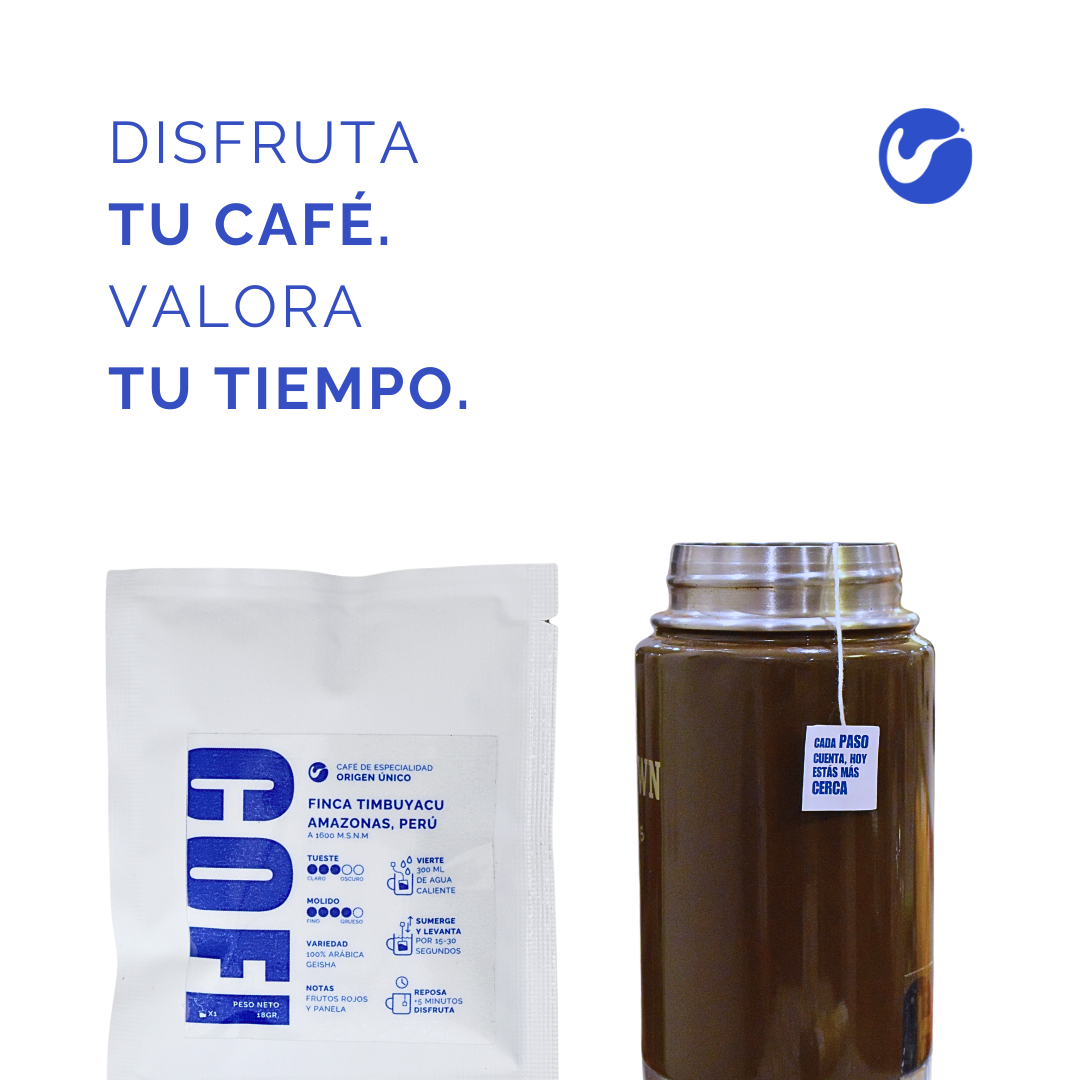 DISFRUTA
TU CAFÉ.
VALORA
TU TIEMPO.
COFI
CAFÉ DE ESPECIALIDAD
ORIGEN ÚNICO
FINCA TIMBUYACU
AMAZONAS, PERÚ
A 1600 M.S.N.M
TUESTE
CLARO OSCURO
MOLIDO
FINO GRUESO
VARIEDAD
100% ARÁBICA
GEISHA
NOTAS
FRUTOS ROJOS
Y PANELA
VIERTE
300 ML
DE AGUA
CALIENTE
SUMERGE
Y LEVANTA
POR 15-30
SEGUNDOS
REPOSA
+5 MINUTOS
DISFRUTA
X1
PESO NETO
18GR.
CADA PASO
CUENTA, HOY
ESTÁS MÁS
CERCA